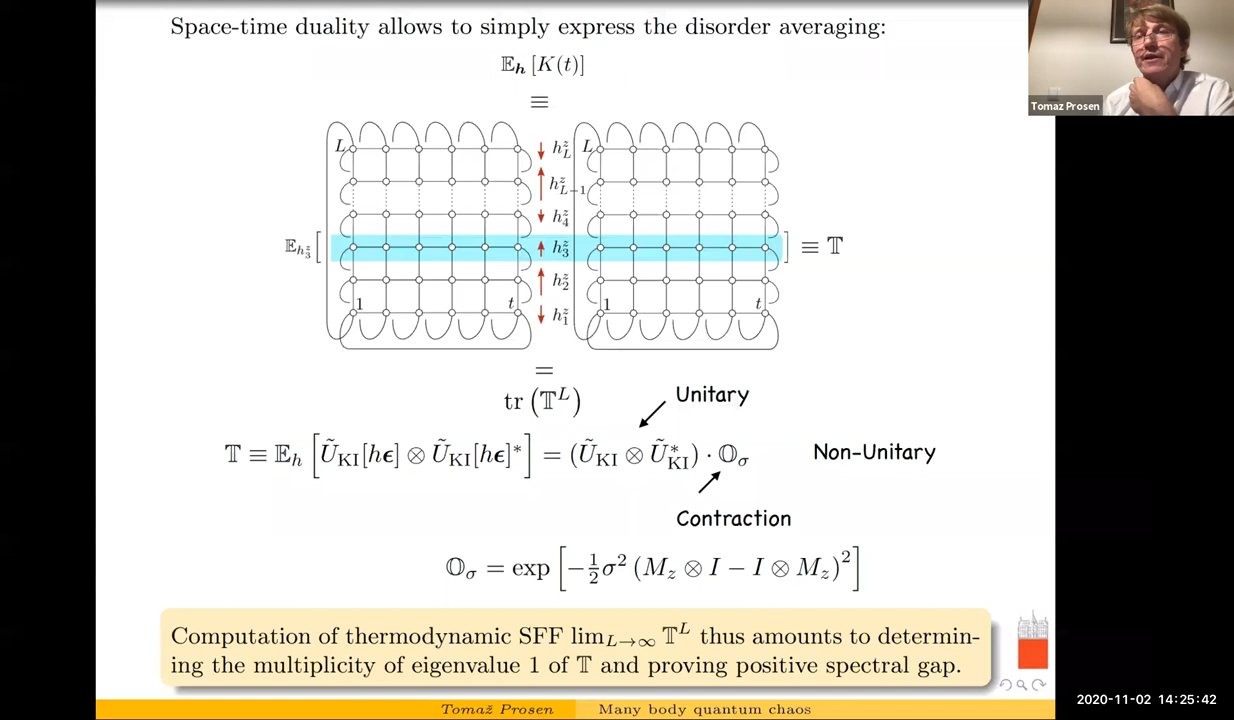 Space-time duality allows to simply express the disorder averaging:
𝔼_𝒉 [K(t)]
≡
L h^z_L L
h^z_{L−1}
h^z_4
𝔼_{h^z_3} [ h^z_3 ] ≡ 𝕋
h^z_2
1 t h^z_1 1 t
=
tr (𝕋^L)
Unitary
𝕋 ≡ 𝔼_h [Ũ_KI[hϵ] ⊗ Ũ_KI[hϵ]*] = (Ũ_KI ⊗ Ũ*_KI) · 𝕆_σ Non-Unitary
Contraction
𝕆_σ = exp [−½σ² (M_z ⊗ I − I ⊗ M_z)²]
Computation of thermodynamic SFF lim_{L→∞} 𝕋^L thus amounts to determin-
ing the multiplicity of eigenvalue 1 of 𝕋 and proving positive spectral gap.
Tomaž Prosen Many body quantum chaos
Tomaz Prosen
2020-11-02 14:25:42